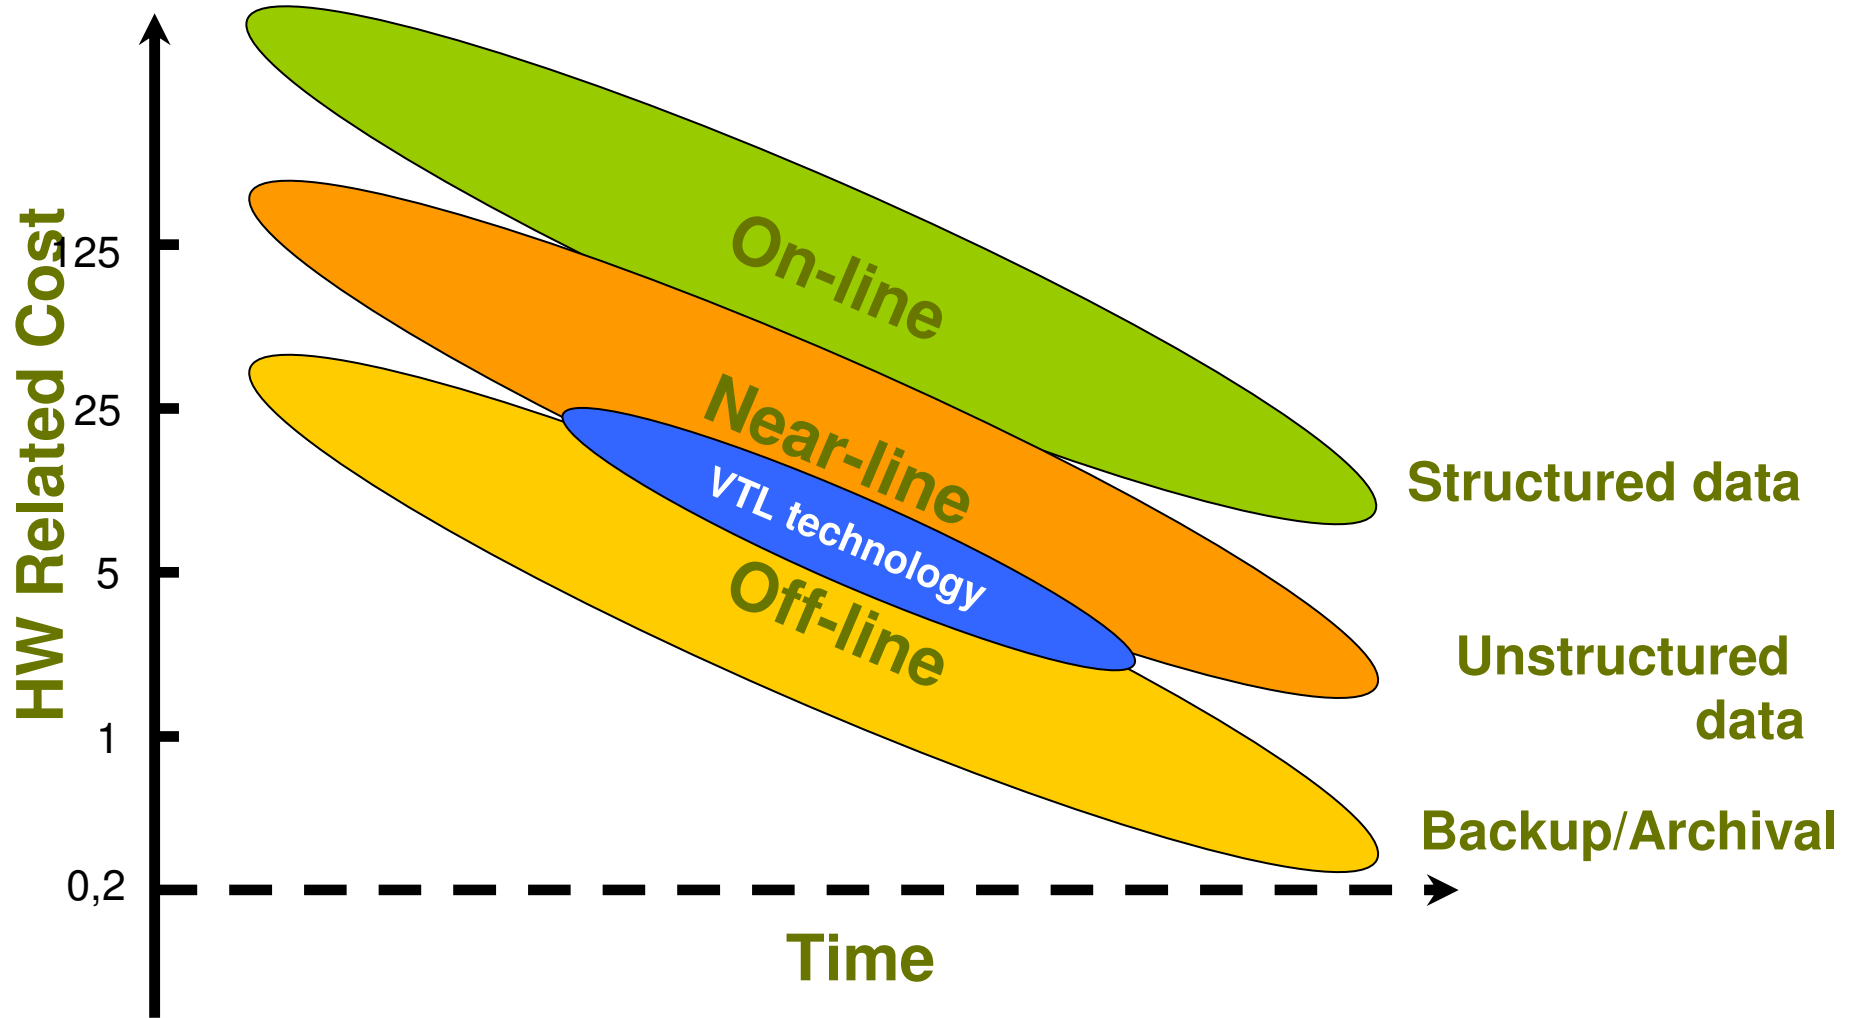 HW Related Cost
125
25
5
1
0,2
On-line
Near-line
VTL technology
Off-line
Structured data
Unstructured
data
Backup/Archival
Time